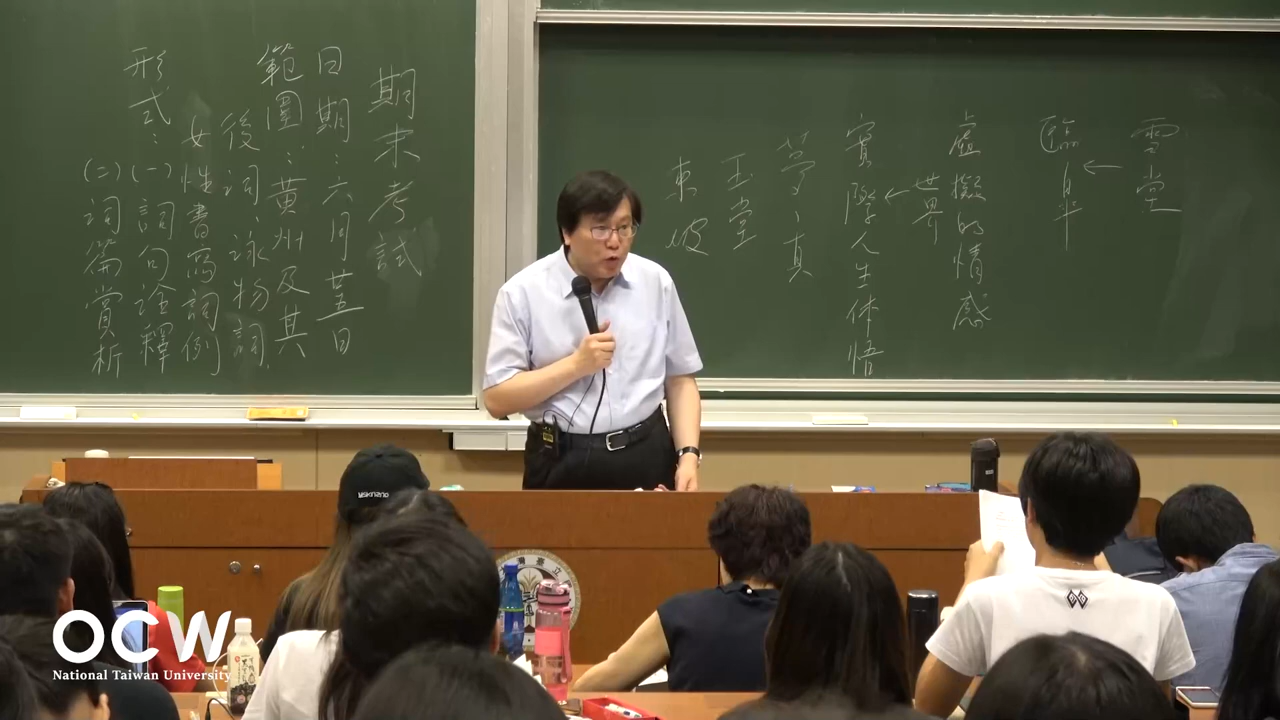 期末考試
日期：六月廿五日
範圍：黃州及其
後詞、詠物詞、
女性書寫詞例
形式：(一)詞句詮釋
(二)詞篇賞析
雪堂
臨皋
虛擬的情感
世界
實際人生体悟
夢、真
玉堂
東坡
OCW
National Taiwan University